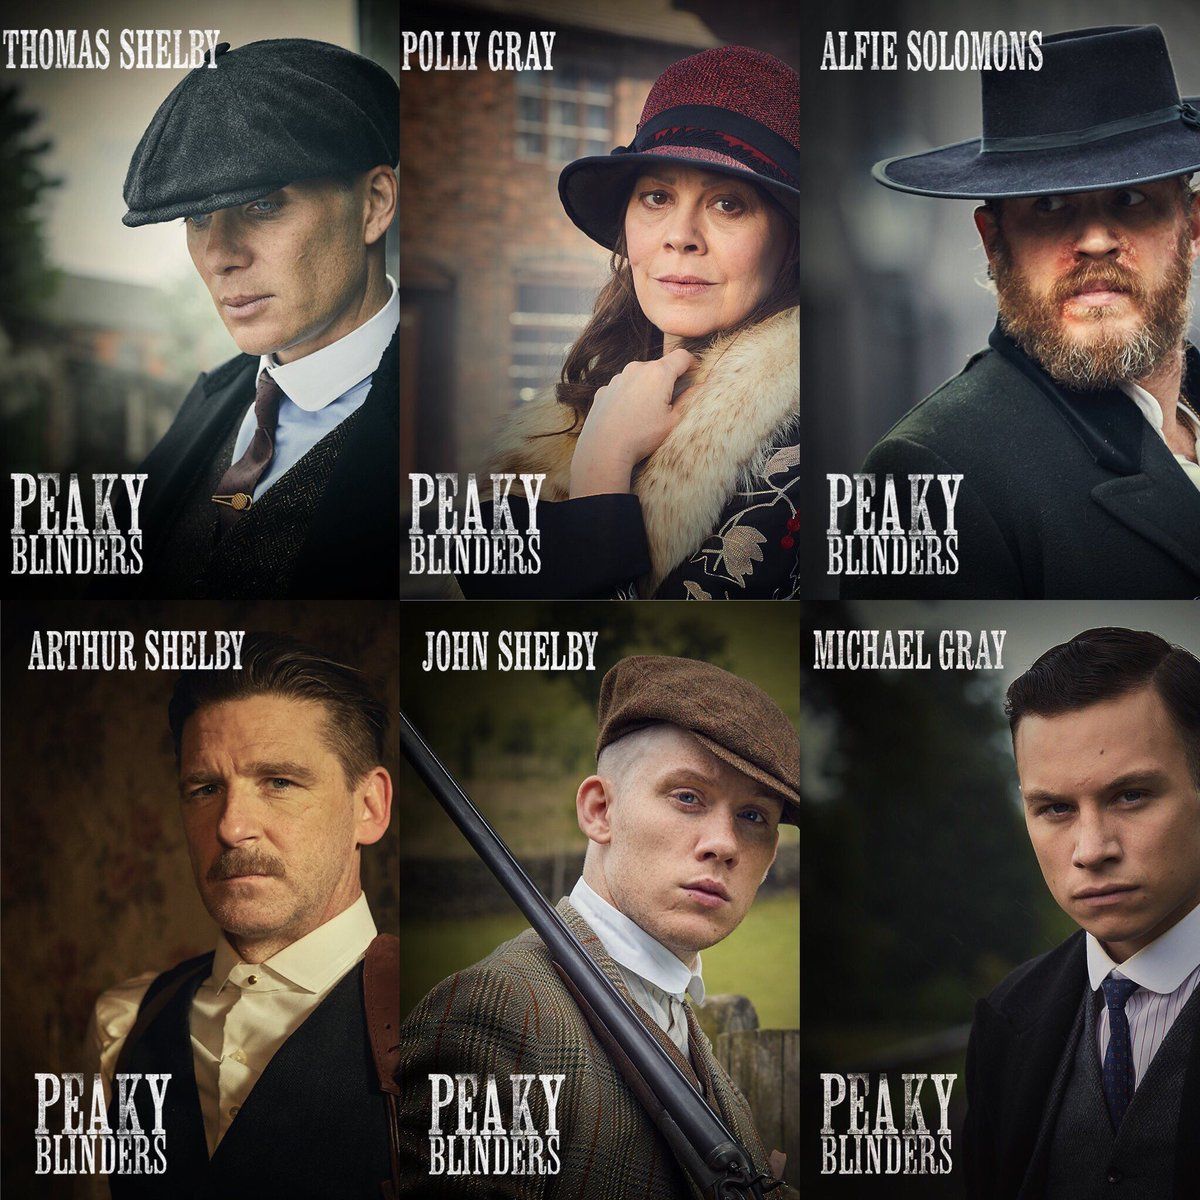 THOMAS SHELBY
PEAKY
BLINDERS
POLLY GRAY
PEAKY
BLINDERS
ALFIE SOLOMONS
PEAKY
BLINDERS
ARTHUR SHELBY
PEAKY
BLINDERS
JOHN SHELBY
PEAKY
BLINDERS
MICHAEL GRAY
PEAKY
BLINDERS